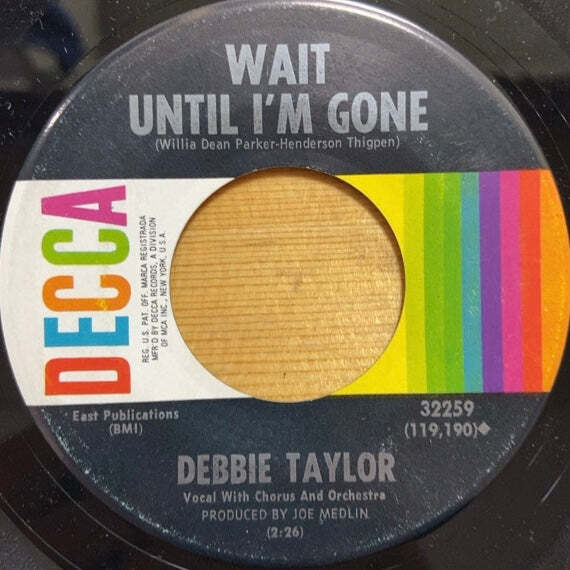 WAIT
UNTIL I'M GONE
(Willia Dean Parker-Henderson Thigpen)
DECCA
REG. U.S. PAT. OFF. MARCA REGISTRADA
MFR'D BY DECCA RECORDS, A DIVISION
OF MCA INC., NEW YORK, U.S.A.
East Publications
(BMI)
32259
(119,190)◆
DEBBIE TAYLOR
Vocal With Chorus And Orchestra
PRODUCED BY JOE MEDLIN
(2:26)